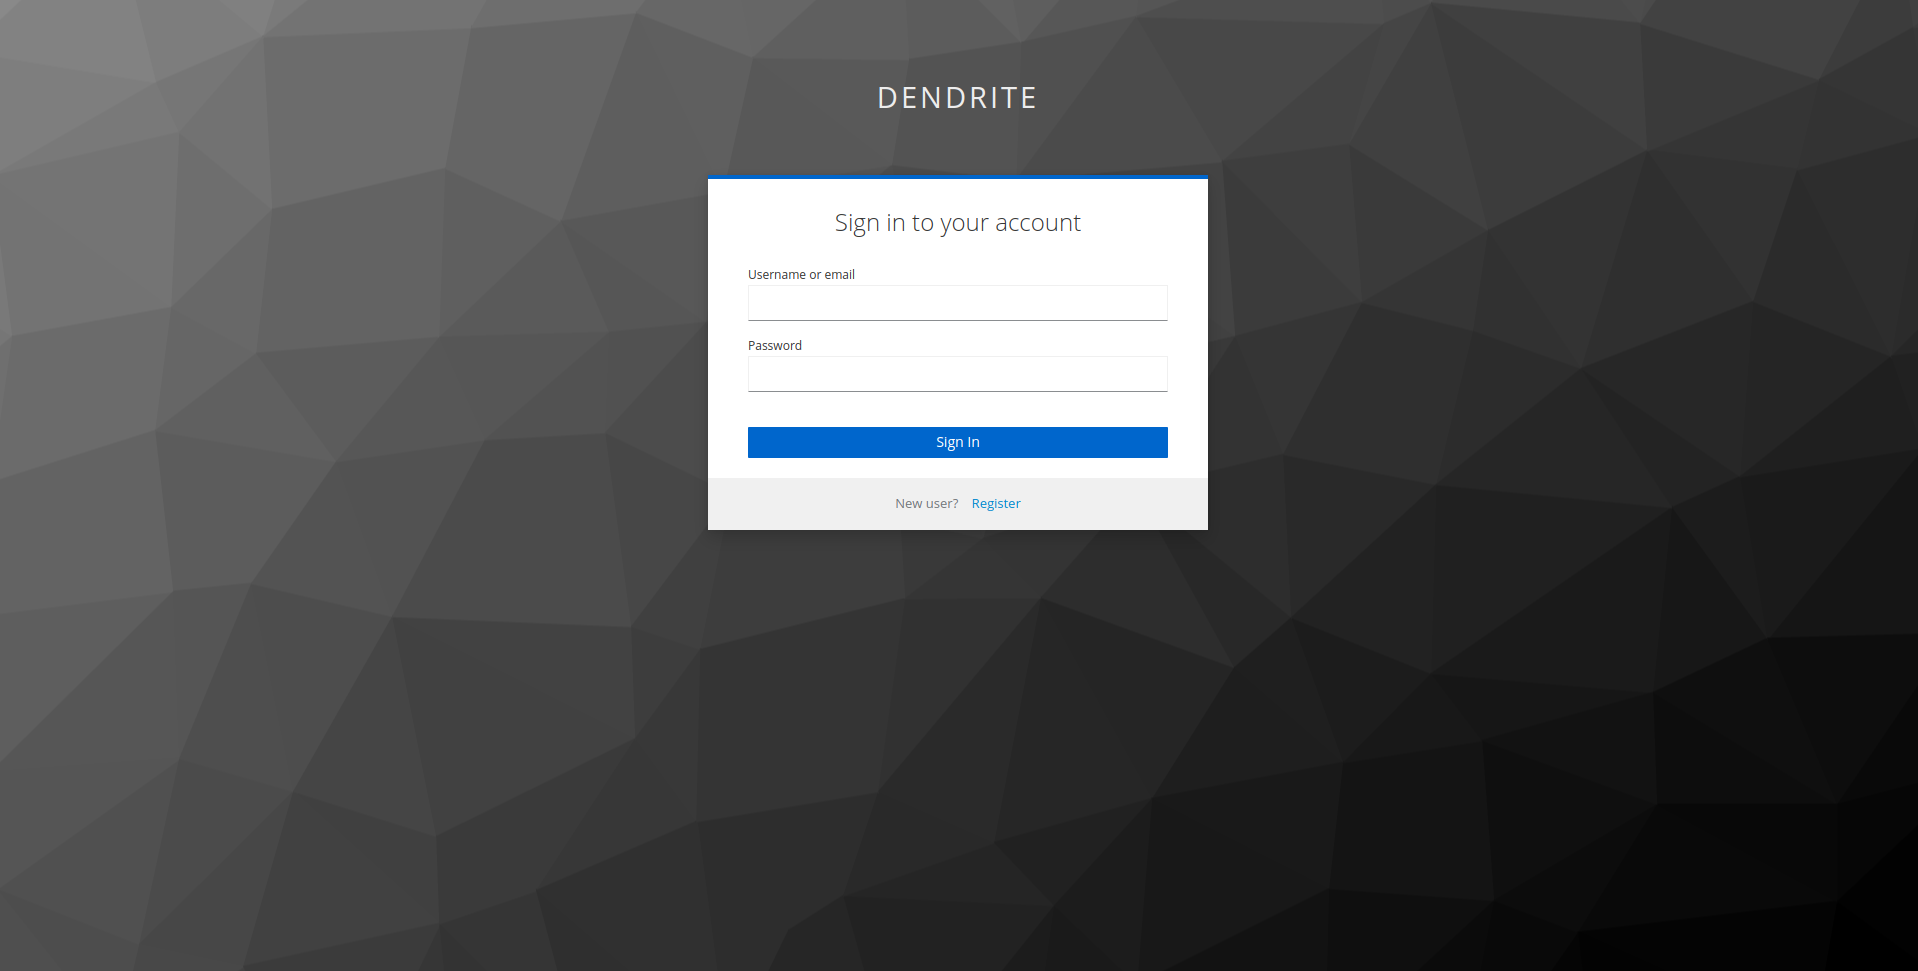 DENDRITE
Sign in to your account
Username or email
Password
Sign In
New user? Register